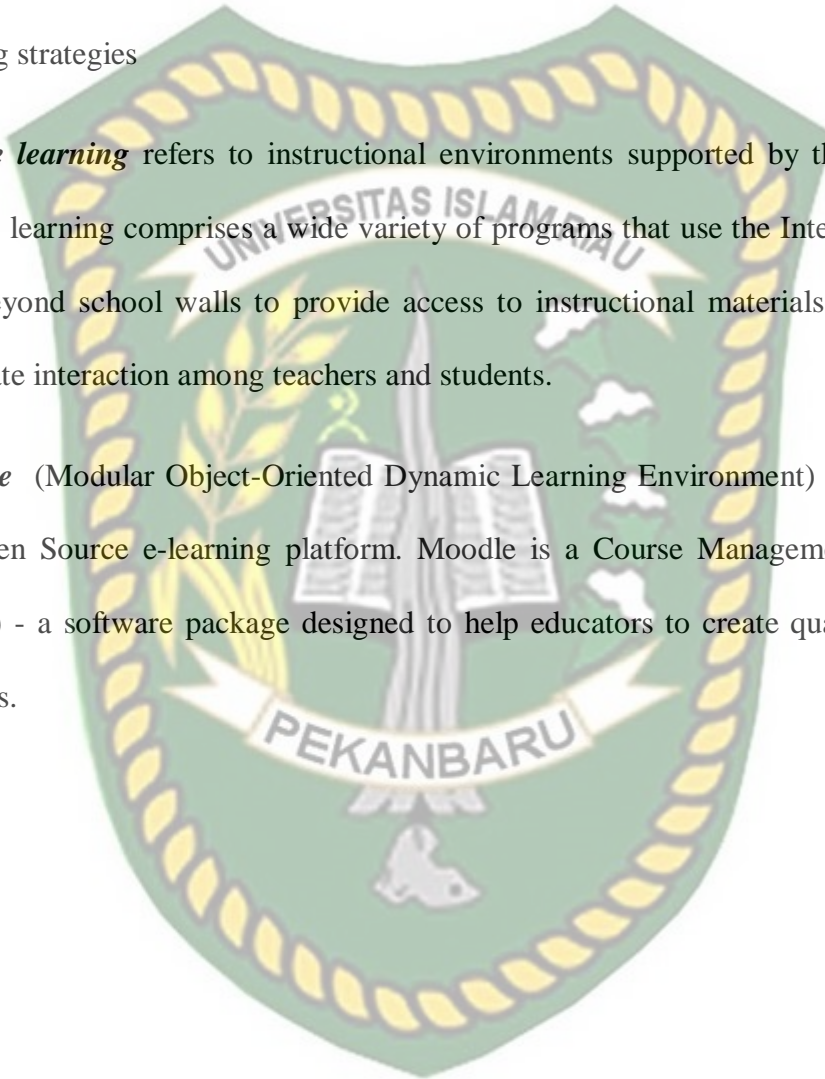 g strategies
e learning refers to instructional environments supported by th
learning comprises a wide variety of programs that use the Inte
UNIVERSITAS ISLAM RIAU
eyond school walls to provide access to instructional materials
te interaction among teachers and students.
e (Modular Object-Oriented Dynamic Learning Environment)
en Source e-learning platform. Moodle is a Course Manageme
) - a software package designed to help educators to create qua
s.
PEKANBARU